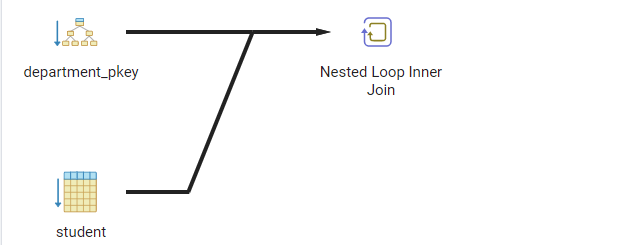 department_pkey
Nested Loop Inner
Join
student